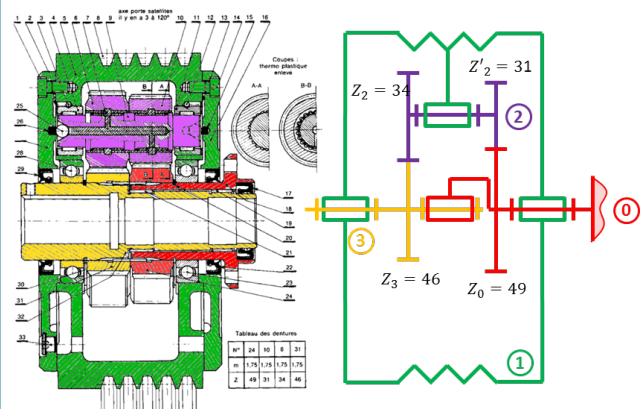 axe porte satellites
il y en a 3 à 120°
1 2 3 4 5 6 7 8 9 10 11 12 13 14 15 16
Coupes :
thermo plastique
enlevé
A-A B-B
B A
25
26
28
29
17
18
19
20
21
22
23
24
30
31
32
33
Tableau des dentures
N° 24 10 8 31
m 1,75 1,75 1,75 1,75
Z 49 31 34 46
Z₂ = 34
Z'₂ = 31
2
0
3
Z₃ = 46
Z₀ = 49
1